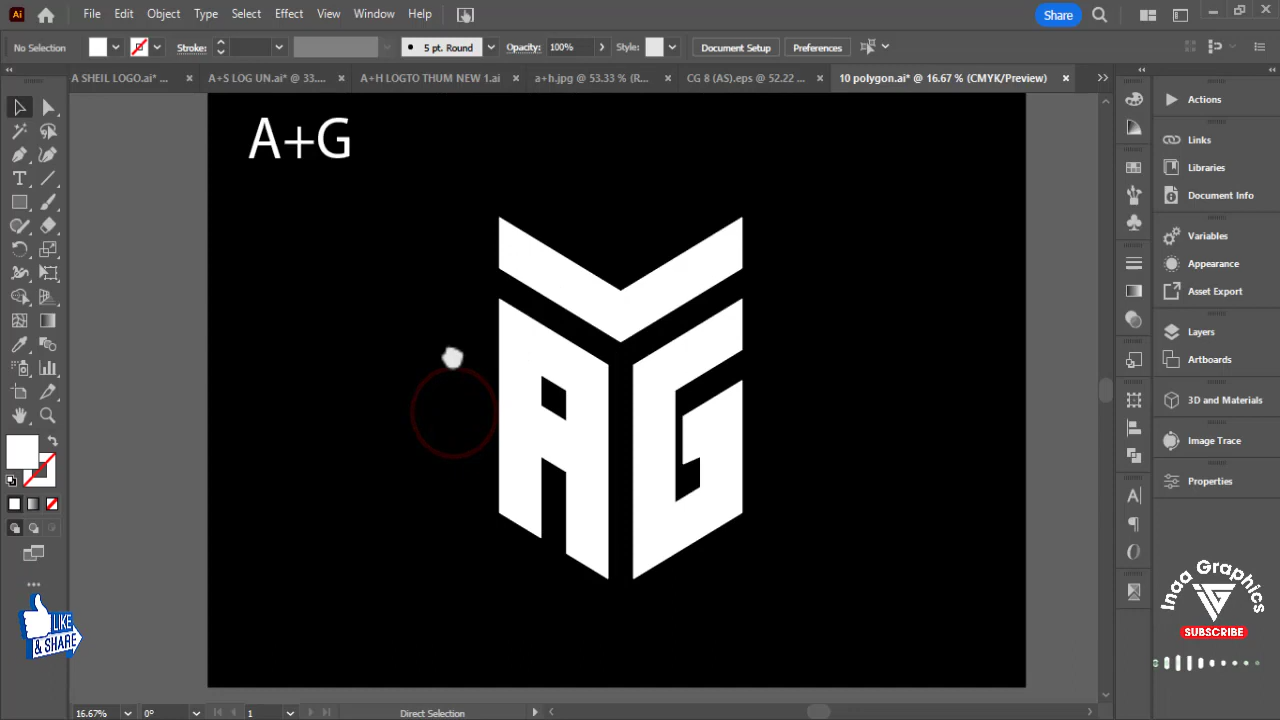 Ai File Edit Object Type Select Effect View Window Help Share
No Selection Stroke: 5 pt. Round Opacity: 100% Style: Document Setup Preferences
A SHEIL LOGO.ai* ... × A+S LOG UN.ai* @ 33.... × A+H LOGTO THUM NEW 1.ai × a+h.jpg @ 53.33 % (R... × CG 8 (AS).eps @ 52.22 ... × 10 polygon.ai* @ 16.67 % (CMYK/Preview) ×
A+G
AG
Actions
Links
Libraries
Document Info
Variables
Appearance
Asset Export
Layers
Artboards
3D and Materials
Image Trace
Properties
LIKE
& SHARE
Inaa Graphics
SUBSCRIBE
16.67% 0° 1 Direct Selection